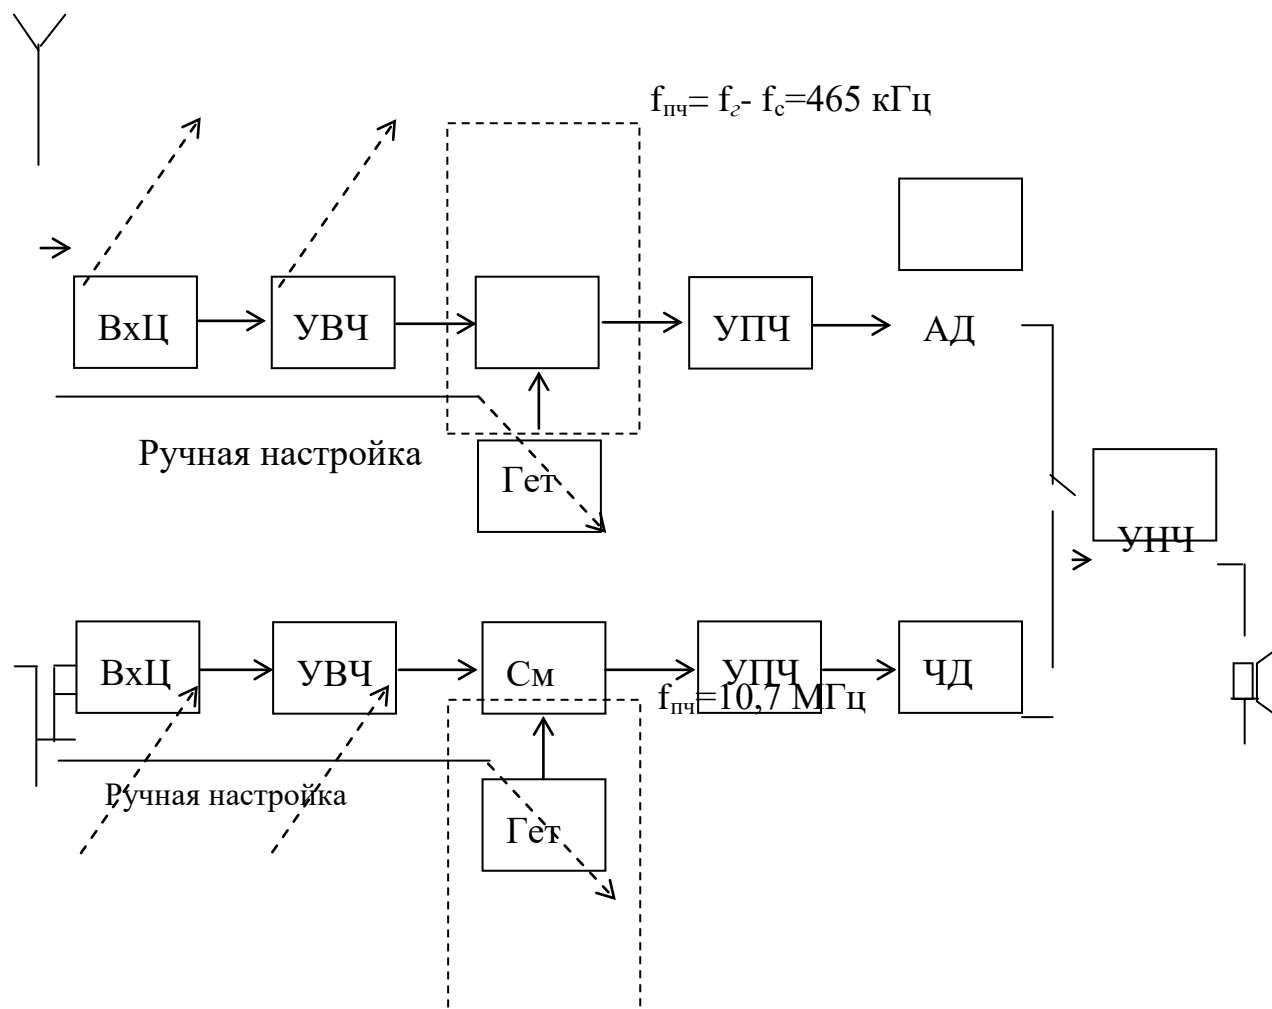 fпч= fг- fс=465 кГц
ВхЦ
УВЧ
УПЧ
АД
Ручная настройка
Гет
УНЧ
ВхЦ
УВЧ
См
УПЧ
ЧД
fпч=10,7 МГц
Ручная настройка
Гет